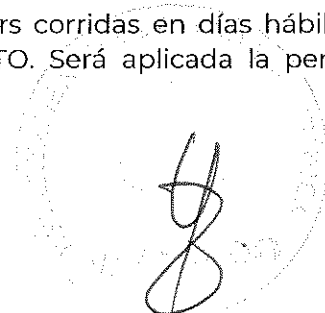 rs corridas en días hábil
TO. Será aplicada la per